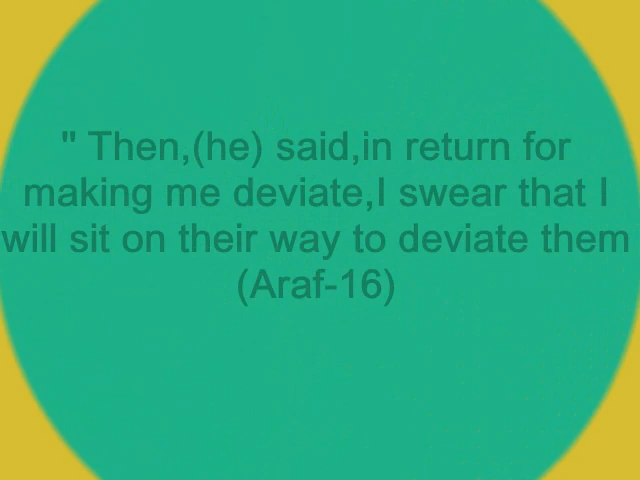 " Then,(he) said,in return for
making me deviate,I swear that I
will sit on their way to deviate them
(Araf-16)